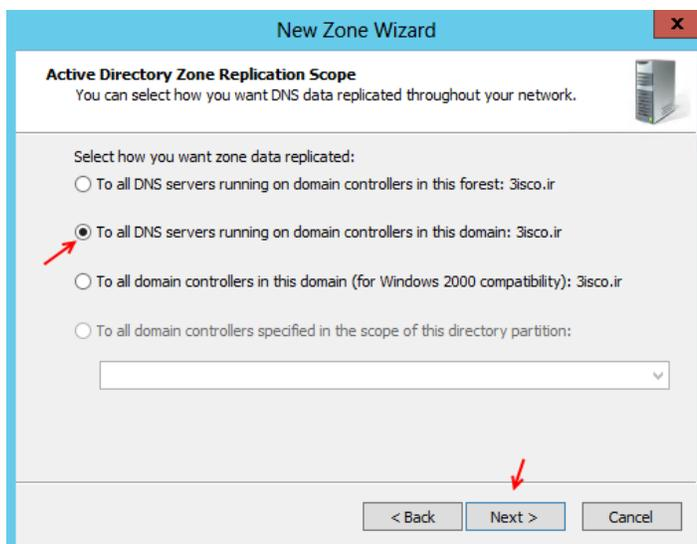 New Zone Wizard
x
Active Directory Zone Replication Scope
You can select how you want DNS data replicated throughout your network.
Select how you want zone data replicated:
To all DNS servers running on domain controllers in this forest: 3isco.ir
To all DNS servers running on domain controllers in this domain: 3isco.ir
To all domain controllers in this domain (for Windows 2000 compatibility): 3isco.ir
To all domain controllers specified in the scope of this directory partition:
< Back Next > Cancel